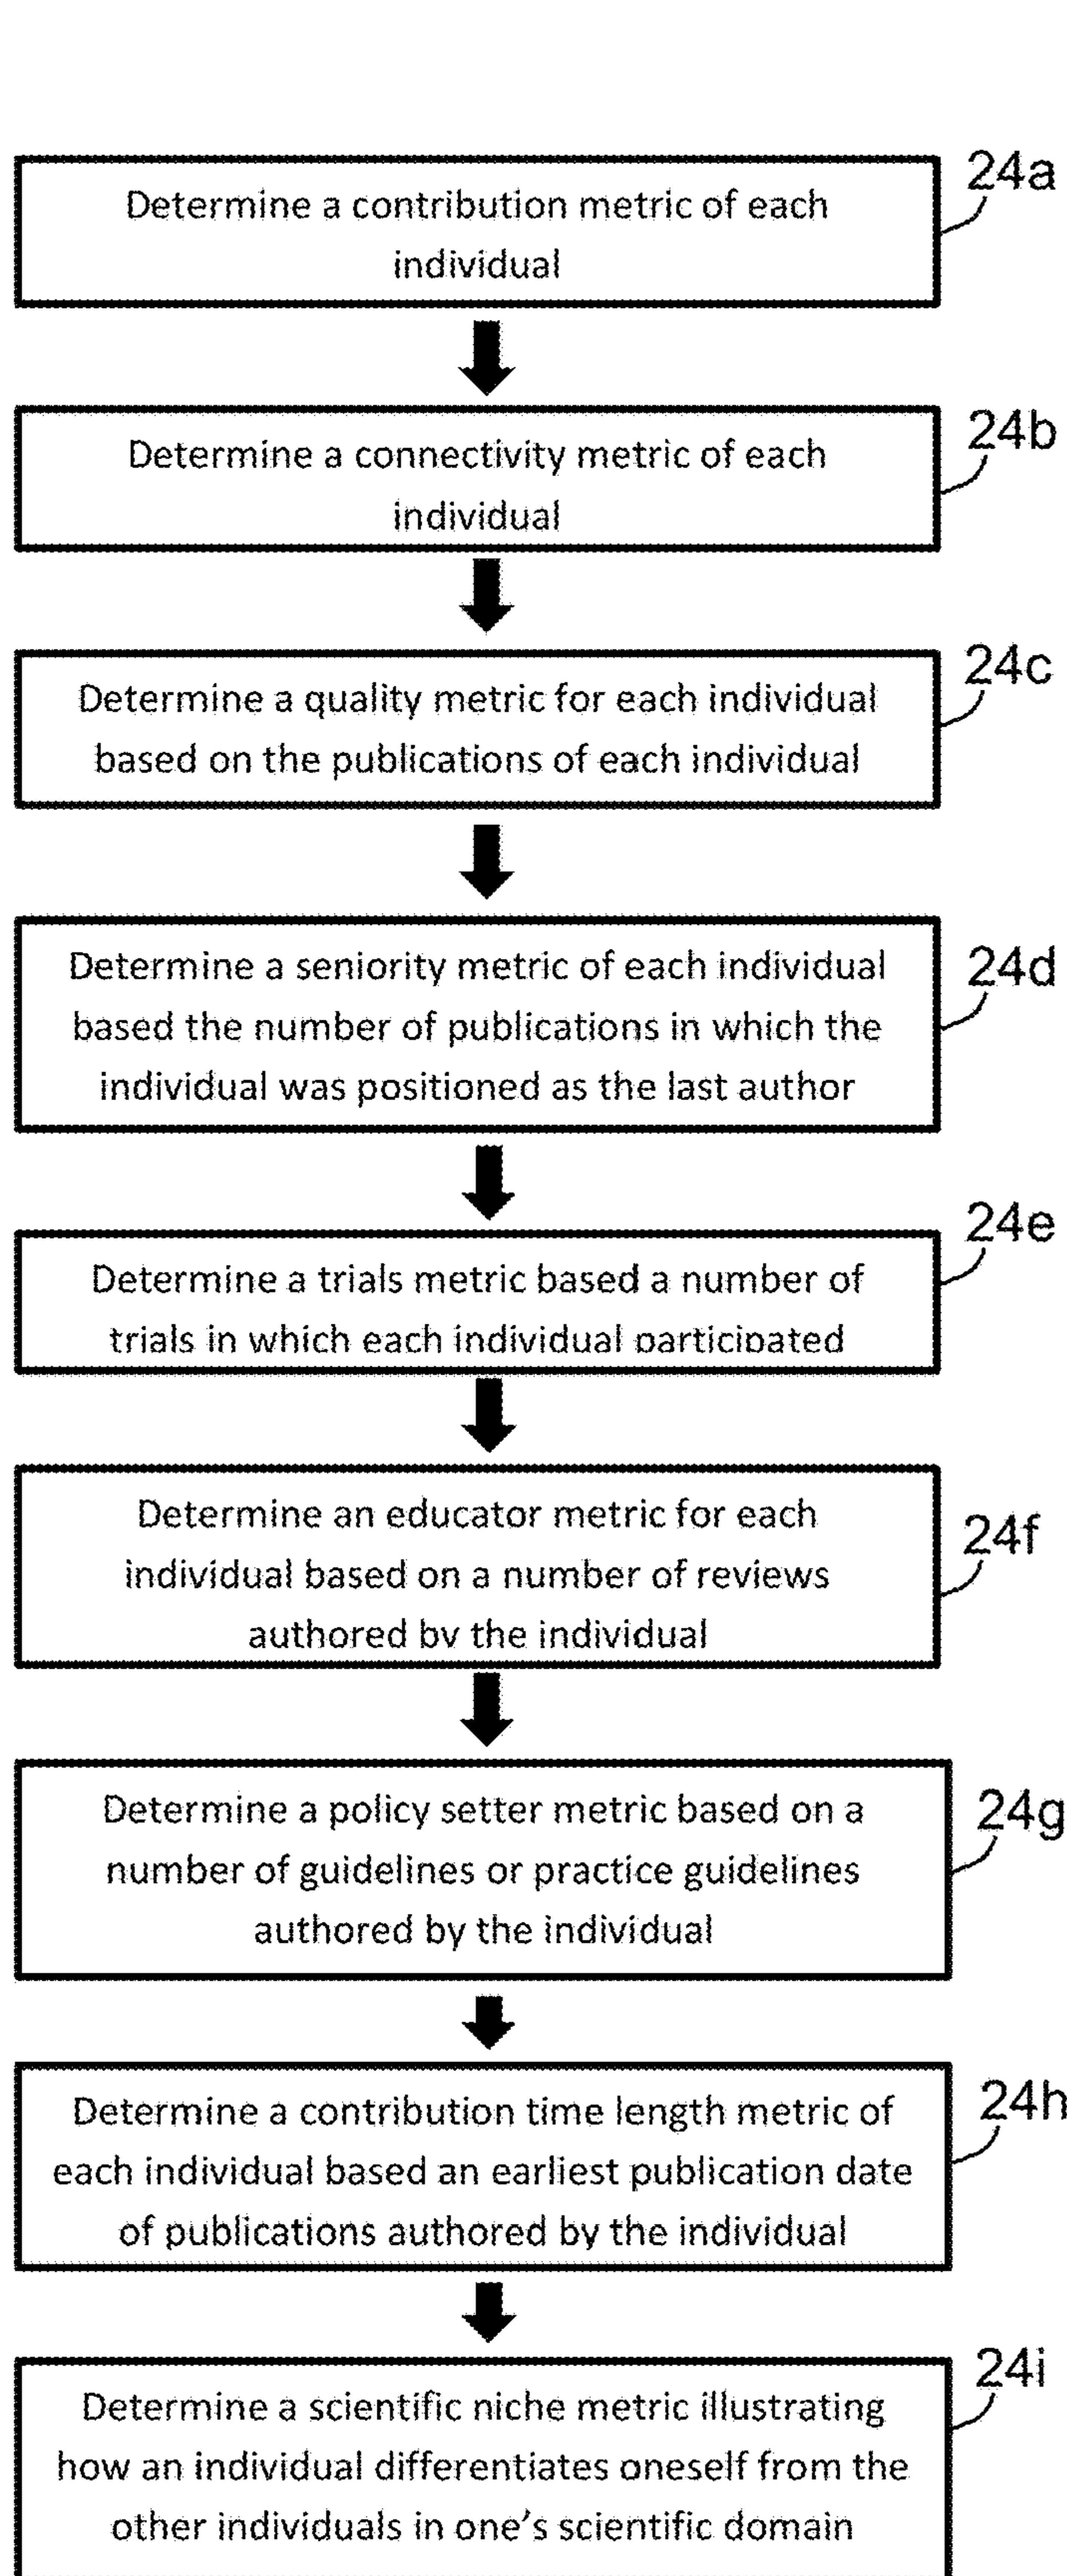 24a
Determine a contribution metric of each
individual
24b
Determine a connectivity metric of each
individual
24c
Determine a quality metric for each individual
based on the publications of each individual
24d
Determine a seniority metric of each individual
based the number of publications in which the
individual was positioned as the last author
24e
Determine a trials metric based a number of
trials in which each individual participated
24f
Determine an educator metric for each
individual based on a number of reviews
authored by the individual
24g
Determine a policy setter metric based on a
number of guidelines or practice guidelines
authored by the individual
24h
Determine a contribution time length metric of
each individual based an earliest publication date
of publications authored by the individual
24i
Determine a scientific niche metric illustrating
how an individual differentiates oneself from the
other individuals in one's scientific domain